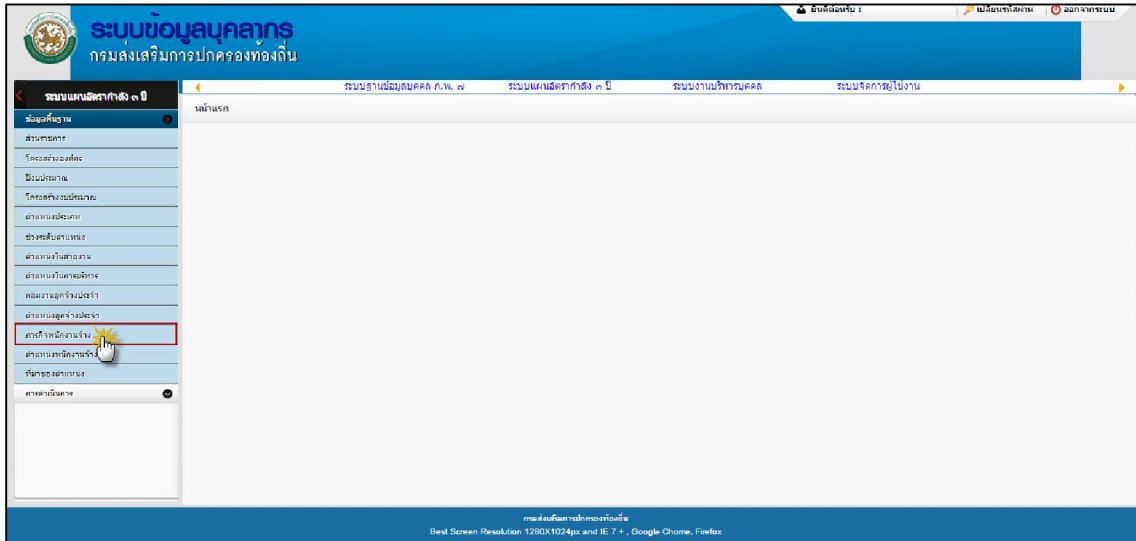 ยินดีต้อนรับ :
เปลี่ยนรหัสผ่าน
ออกจากระบบ
ระบบข้อมูลบุคลากร
กรมส่งเสริมการปกครองท้องถิ่น
ระบบแผนอัตรากำลัง ๓ ปี
ระบบฐานข้อมูลบุคคล ก.พ. ๗
ระบบแผนอัตรากำลัง ๓ ปี
ระบบงานบริหารบุคคล
ระบบจัดการผู้ใช้งาน
หน้าแรก
ข้อมูลพื้นฐาน
ส่วนราชการ
โครงสร้างองค์กร
ปีงบประมาณ
โครงสร้างงบประมาณ
ตำแหน่งประเภท
ช่วงระดับตำแหน่ง
ตำแหน่งในสายงาน
ตำแหน่งในการบริหาร
กลุ่มงานลูกจ้างประจำ
ตำแหน่งลูกจ้างประจำ
ภารกิจพนักงานจ้าง
ตำแหน่งพนักงานจ้าง
ที่มาของตำแหน่ง
การดำเนินการ
กรมส่งเสริมการปกครองท้องถิ่น
Best Screen Resolution 1280X1024px and IE 7 + , Google Chome, Firefox